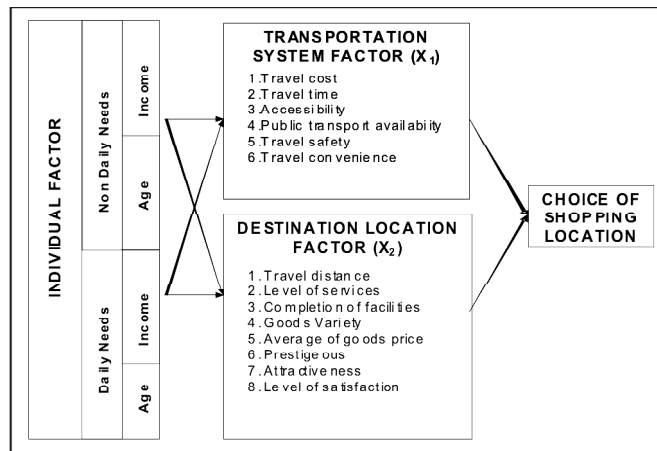 INDIVIDUAL FACTOR
Non Daily Needs
Income
Age
Daily Needs
Income
Age
TRANSPORTATION
SYSTEM FACTOR (X1)
1.Travel cost
2.Travel time
3.Accessibility
4.Public transport availability
5.Travel safety
6.Travel convenience
DESTINATION LOCATION
FACTOR (X2)
1.Travel distance
2.Level of services
3.Completion of facilities
4.Goods Variety
5.Average of goods price
6.Prestigeous
7.Attractiveness
8.Level of satisfaction
CHOICE OF
SHOPPING
LOCATION